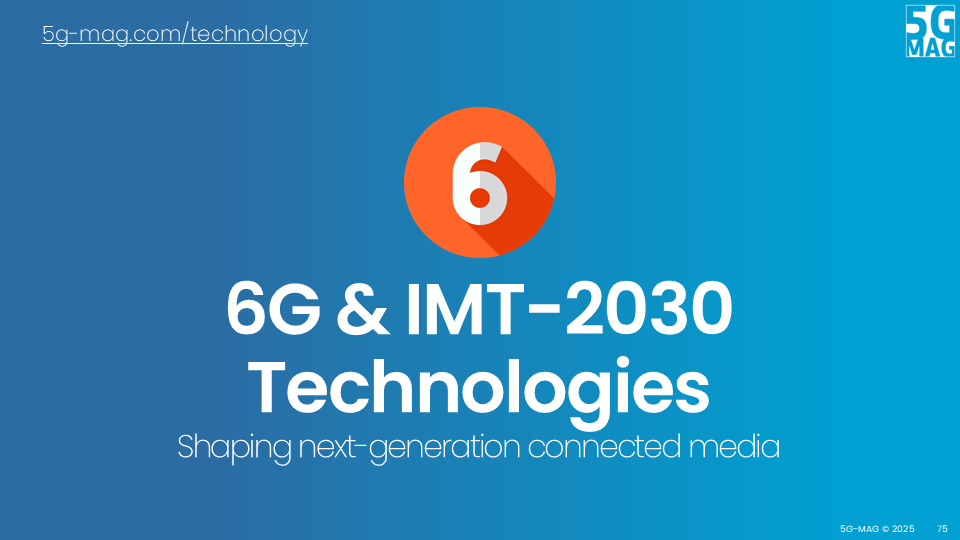 5g-mag.com/technology
5G
MAG
6
6G & IMT-2030
Technologies
Shaping next-generation connected media
5G-MAG © 2025 75